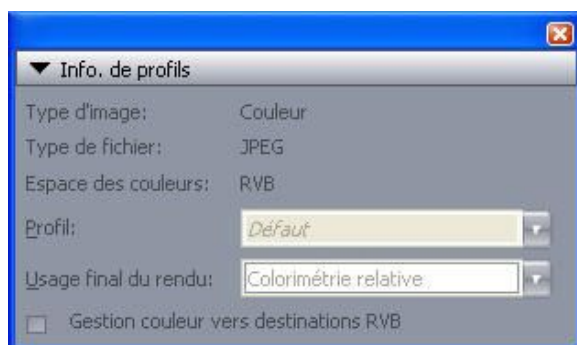 Info. de profils
Type d'image: Couleur
Type de fichier: JPEG
Espace des couleurs: RVB
Profil: Défaut
Usage final du rendu: Colorimétrie relative
Gestion couleur vers destinations RVB